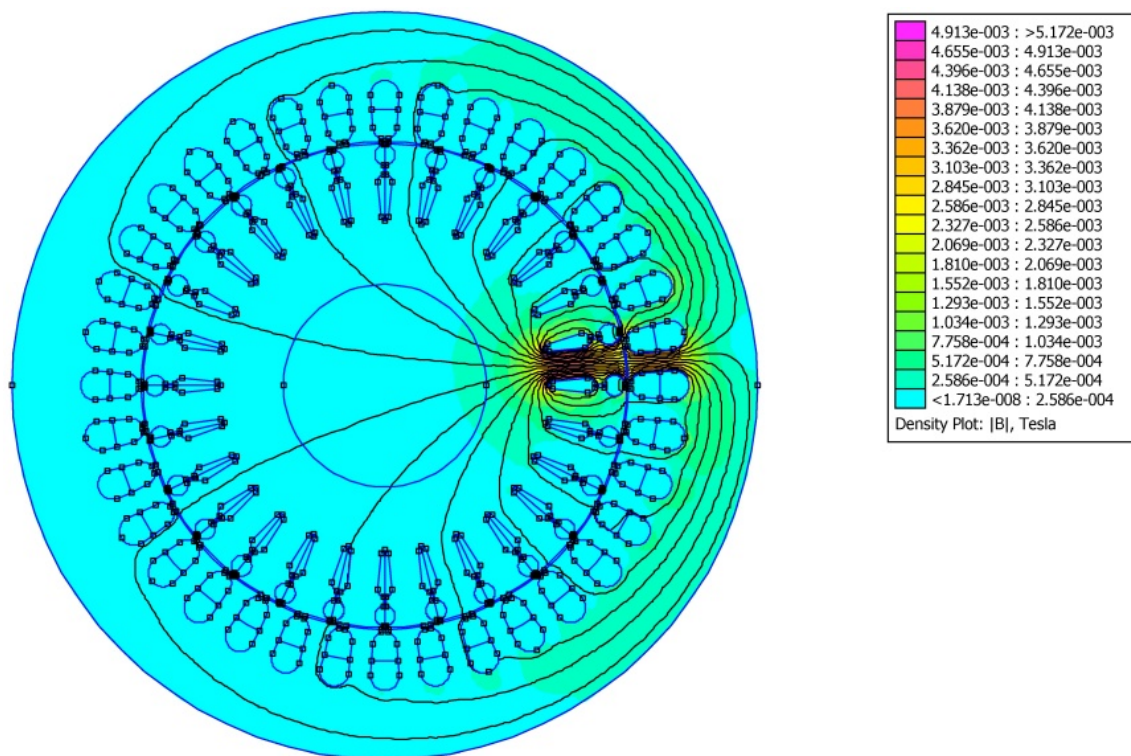 4.913e-003 : >5.172e-003
4.655e-003 : 4.913e-003
4.396e-003 : 4.655e-003
4.138e-003 : 4.396e-003
3.879e-003 : 4.138e-003
3.620e-003 : 3.879e-003
3.362e-003 : 3.620e-003
3.103e-003 : 3.362e-003
2.845e-003 : 3.103e-003
2.586e-003 : 2.845e-003
2.327e-003 : 2.586e-003
2.069e-003 : 2.327e-003
1.810e-003 : 2.069e-003
1.552e-003 : 1.810e-003
1.293e-003 : 1.552e-003
1.034e-003 : 1.293e-003
7.758e-004 : 1.034e-003
5.172e-004 : 7.758e-004
2.586e-004 : 5.172e-004
<1.713e-008 : 2.586e-004
Density Plot: |B|, Tesla